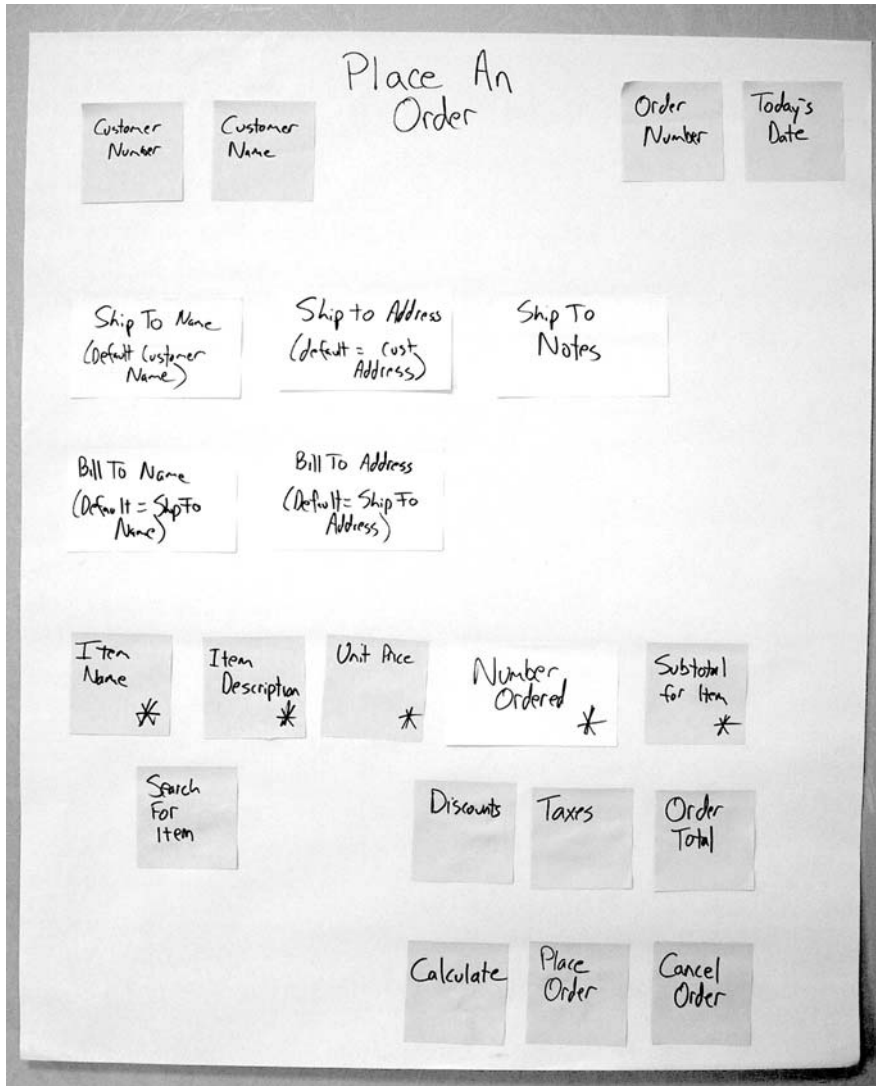 Place An
Order
Customer
Number
Customer
Name
Order
Number
Today's
Date
Ship To Name
(Default Customer
Name)
Ship to Address
(default = Cust
Address)
Ship To
Notes
Bill To Name
(Default = Ship To
Name)
Bill To Address
(Default = Ship To
Address)
Item
Name
*
Item
Description
*
Unit Price
*
Number
Ordered
*
Subtotal
for Item
*
Search
For
Item
Discounts
Taxes
Order
Total
Calculate
Place
Order
Cancel
Order